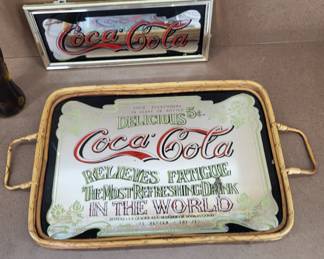 Coca-Cola
DELICIOUS 5¢
Coca-Cola
RELIEVES FATIGUE
THE MOST REFRESHING DRINK
IN THE WORLD